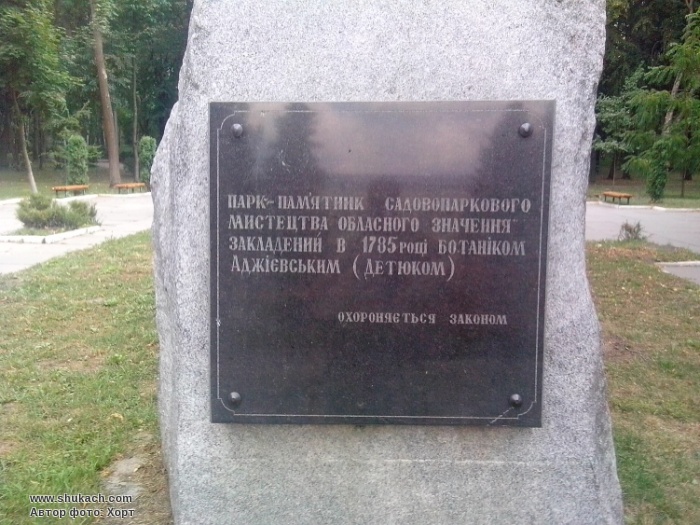 ПАРК-ПАМ'ЯТНИК САДОВОПАРКОВОГО
МИСТЕЦТВА ОБЛАСНОГО ЗНАЧЕННЯ
ЗАКЛАДЕНИЙ В 1785 РОЦІ БОТАНІКОМ
АДЖІЄВСЬКИМ (ДЕТЮКОМ)
ОХОРОНЯЄТЬСЯ ЗАКОНОМ
www.shukach.com
Автор фото: Хорт